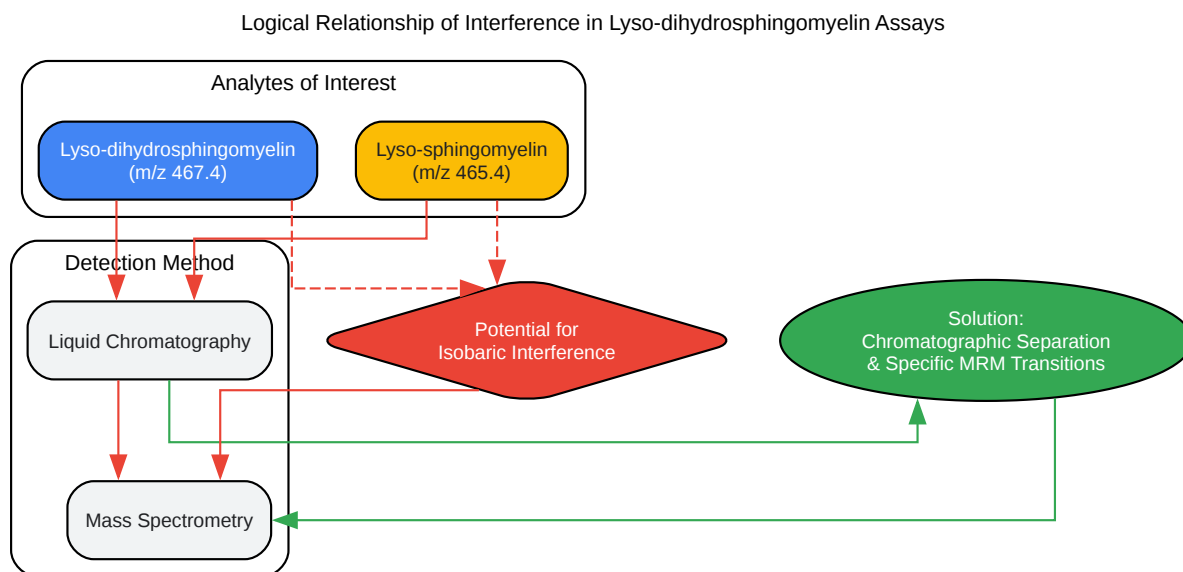 Logical Relationship of Interference in Lyso-dihydrosphingomyelin Assays
Analytes of Interest
Lyso-dihydrosphingomyelin
(m/z 467.4)
Lyso-sphingomyelin
(m/z 465.4)
Detection Method
Liquid Chromatography
Potential for
Isobaric Interference
Solution:
Chromatographic Separation
& Specific MRM Transitions
Mass Spectrometry